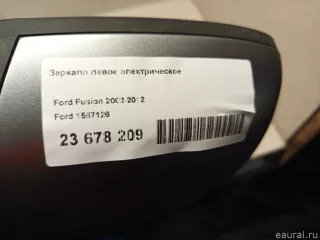 Зеркало левое электрическое
Ford Fusion 2002-2012
Ford 1567126
23 678 209
eaural.ru